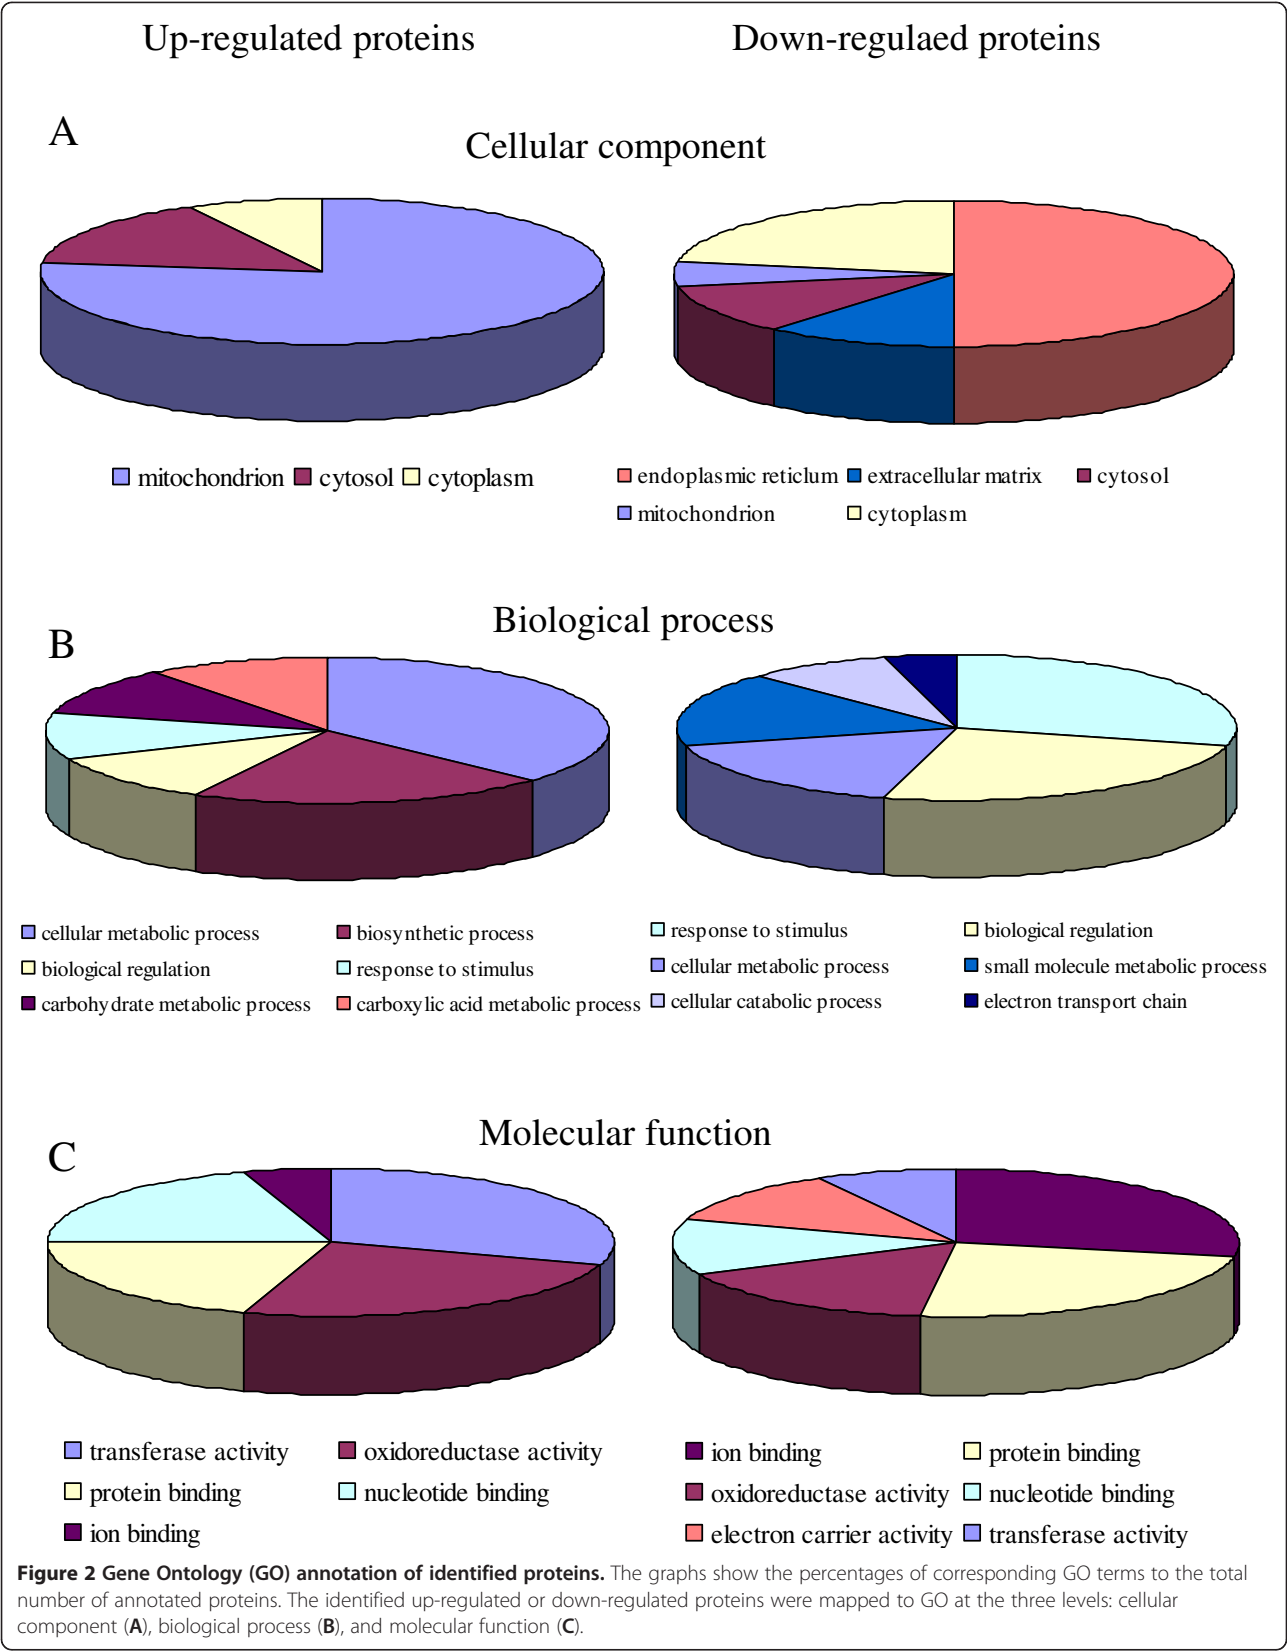 Up-regulated proteins
Down-regulaed proteins
A
Cellular component
mitochondrion cytosol cytoplasm
endoplasmic reticlum extracellular matrix cytosol
mitochondrion cytoplasm
Biological process
B
cellular metabolic process biosynthetic process
biological regulation response to stimulus
carbohydrate metabolic process carboxylic acid metabolic process
response to stimulus biological regulation
cellular metabolic process small molecule metabolic process
cellular catabolic process electron transport chain
Molecular function
C
transferase activity oxidoreductase activity
protein binding nucleotide binding
ion binding
ion binding protein binding
oxidoreductase activity nucleotide binding
electron carrier activity transferase activity
Figure 2 Gene Ontology (GO) annotation of identified proteins. The graphs show the percentages of corresponding GO terms to the total
number of annotated proteins. The identified up-regulated or down-regulated proteins were mapped to GO at the three levels: cellular
component (A), biological process (B), and molecular function (C).